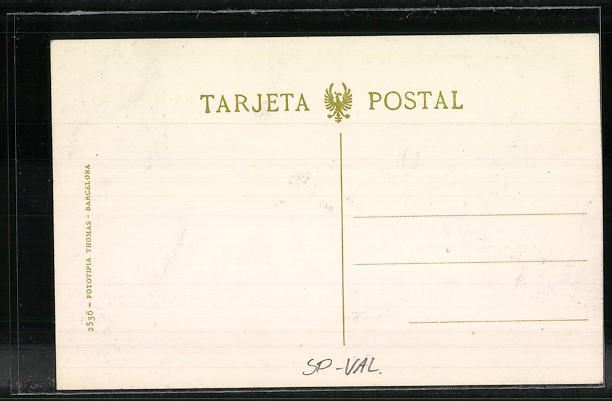 TARJETA POSTAL
2536 - FOTOTIPIA THOMAS - BARCELONA
SP-VAL.